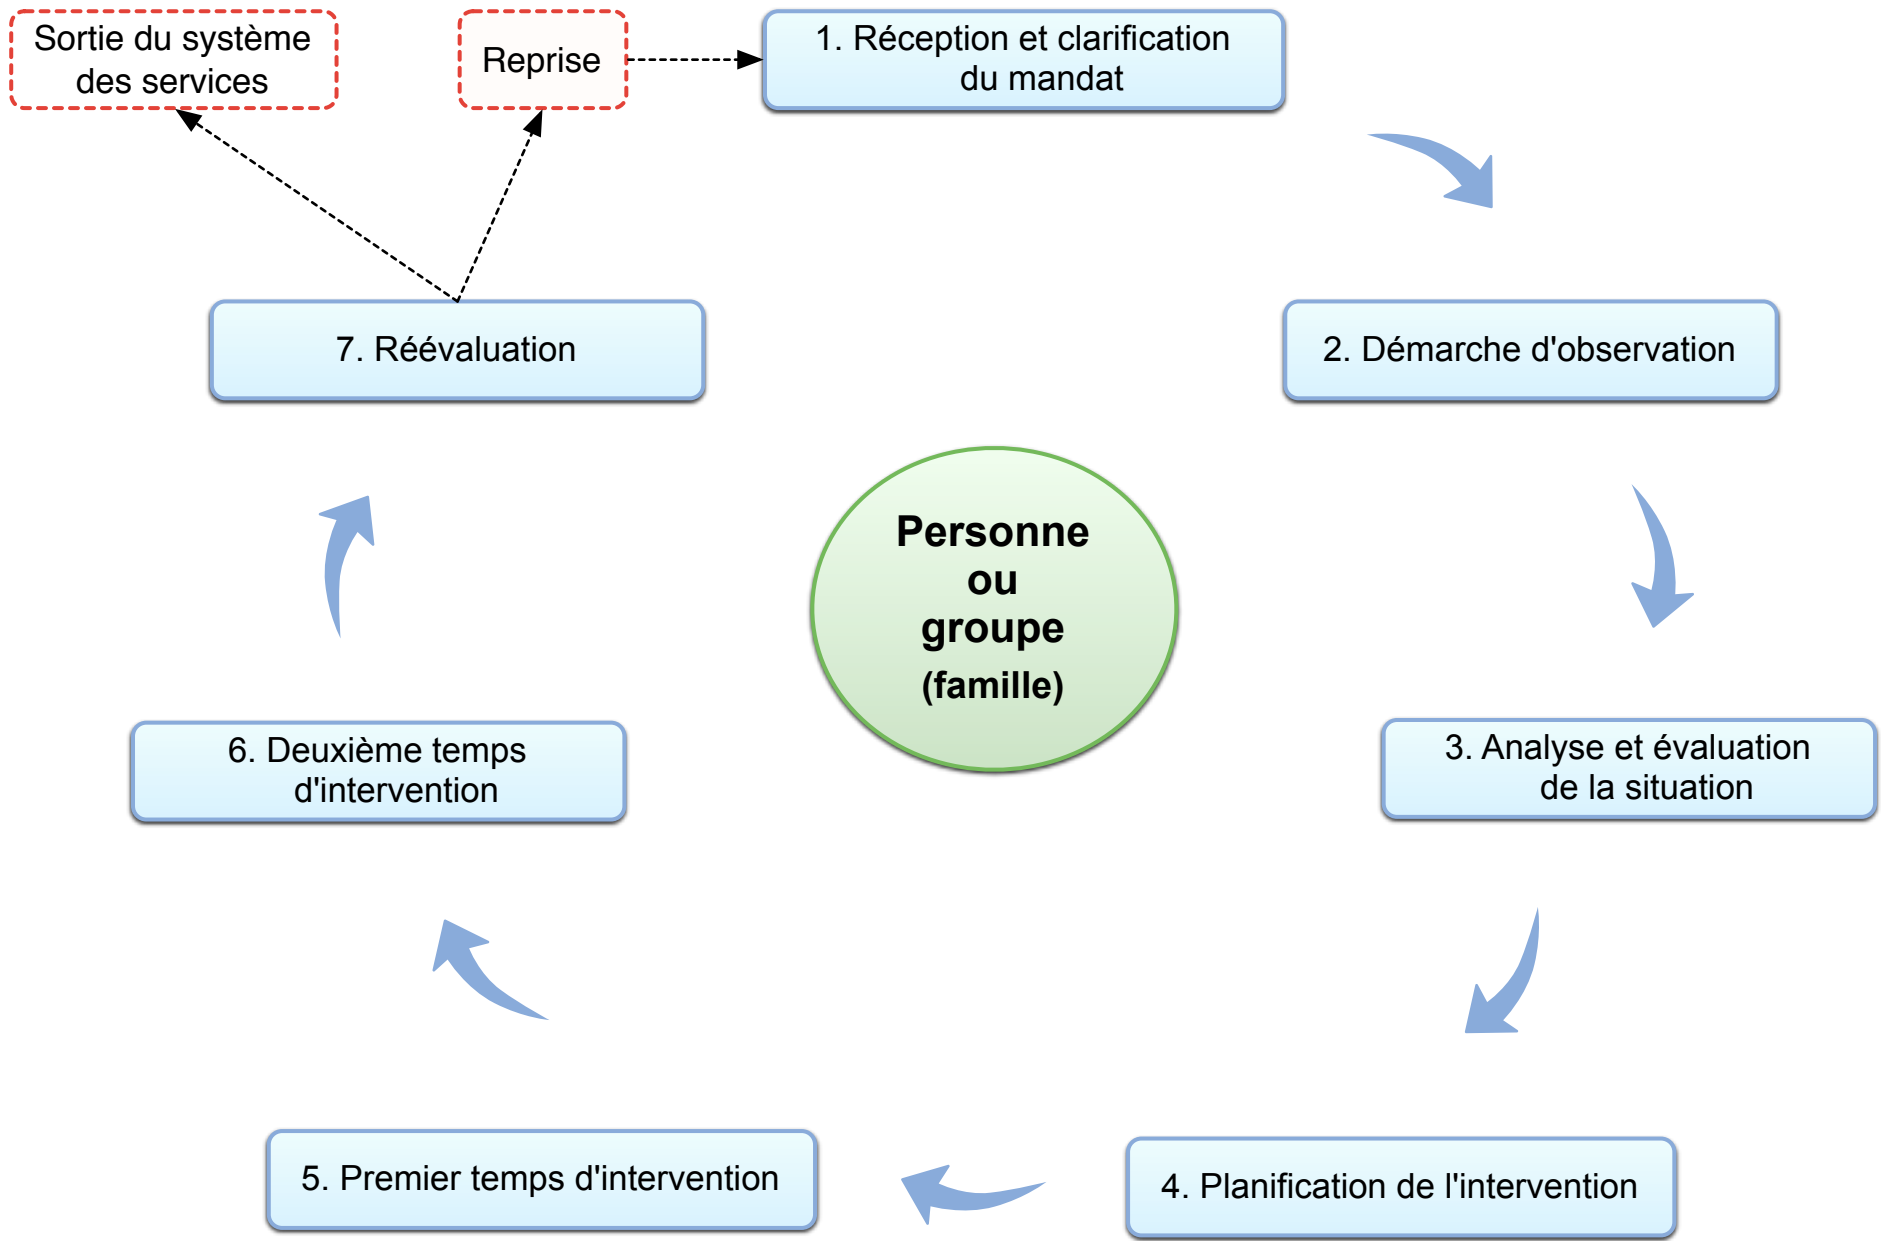 Sortie du système
des services
Reprise
1. Réception et clarification
du mandat
7. Réévaluation
2. Démarche d'observation
Personne
ou
groupe
(famille)
6. Deuxième temps
d'intervention
3. Analyse et évaluation
de la situation
5. Premier temps d'intervention
4. Planification de l'intervention